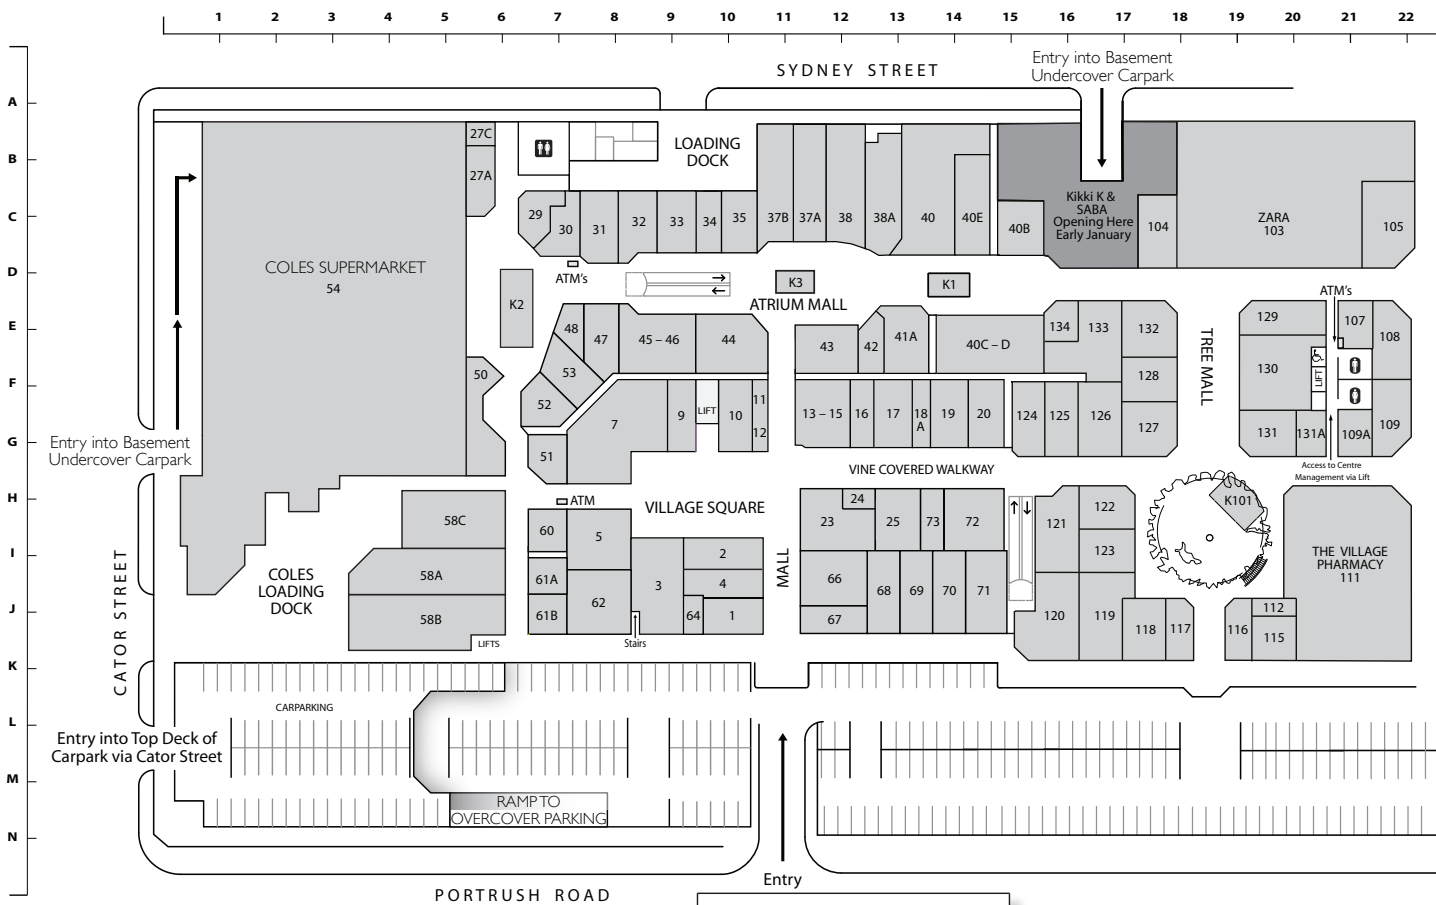 1 2 3 4 5 6 7 8 9 10 11 12 13 14 15 16 17 18 19 20 21 22
A
B
C
D
E
F
G
H
I
J
K
L
M
N
SYDNEY STREET
Entry into Basement
Undercover Carpark
27C
27A
LOADING
DOCK
29
30
31
32
33
34
35
37B
37A
38
38A
40
40E
40B
Kikki K &
SABA
Opening Here
Early January
104
ZARA
103
105
COLES SUPERMARKET
54
K2
ATM's
K3
K1
ATRIUM MALL
ATM's
48
47
45 – 46
44
43
42
41A
40C – D
134
133
132
TREE MALL
129
107
108
50
53
52
7
9
LIFT
10
11
12
13 – 15
16
17
18
A
19
20
124
125
126
128
127
130
LIFT
131
131A
109A
109
51
Entry into Basement
Undercover Carpark
VINE COVERED WALKWAY
Access to Centre
Management via Lift
ATM
VILLAGE SQUARE
58C
60
5
2
MALL
23
24
25
73
72
121
122
123
K101
THE VILLAGE
PHARMACY
111
CATOR STREET
COLES
LOADING
DOCK
58A
58B
LIFTS
61A
61B
62
3
4
64
1
Stairs
66
67
68
69
70
71
120
119
118
117
116
112
115
CARPARKING
Entry into Top Deck of
Carpark via Cator Street
RAMP TO
OVERCOVER PARKING
Entry
PORTRUSH ROAD